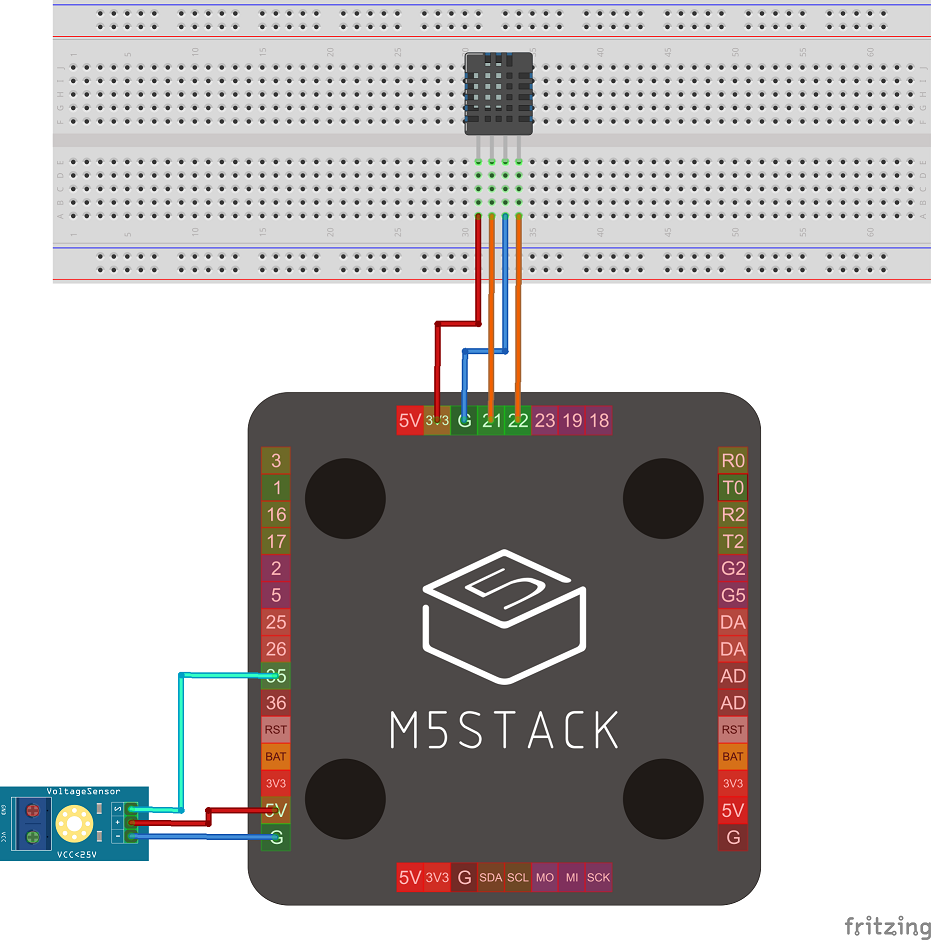 1 5 10 15 20 25 30 35 40 45 50 55 60
J J
I I
H H
G G
F F
E E
D D
C C
B B
A A
1 5 10 15 20 25 30 35 40 45 50 55 60
5V 3V3 G 21 22 23 19 18
3 R0
1 T0
16 R2
17 T2
2 G2
5 G5
25 DA
26 DA
35 AD
36 AD
M5STACK
RST RST
BAT BAT
3V3 3V3
5V 5V
G G
VoltageSensor
GND
VCC
S
+
-
VCC<25V
5V 3V3 G SDA SCL MO MI SCK
fritzing